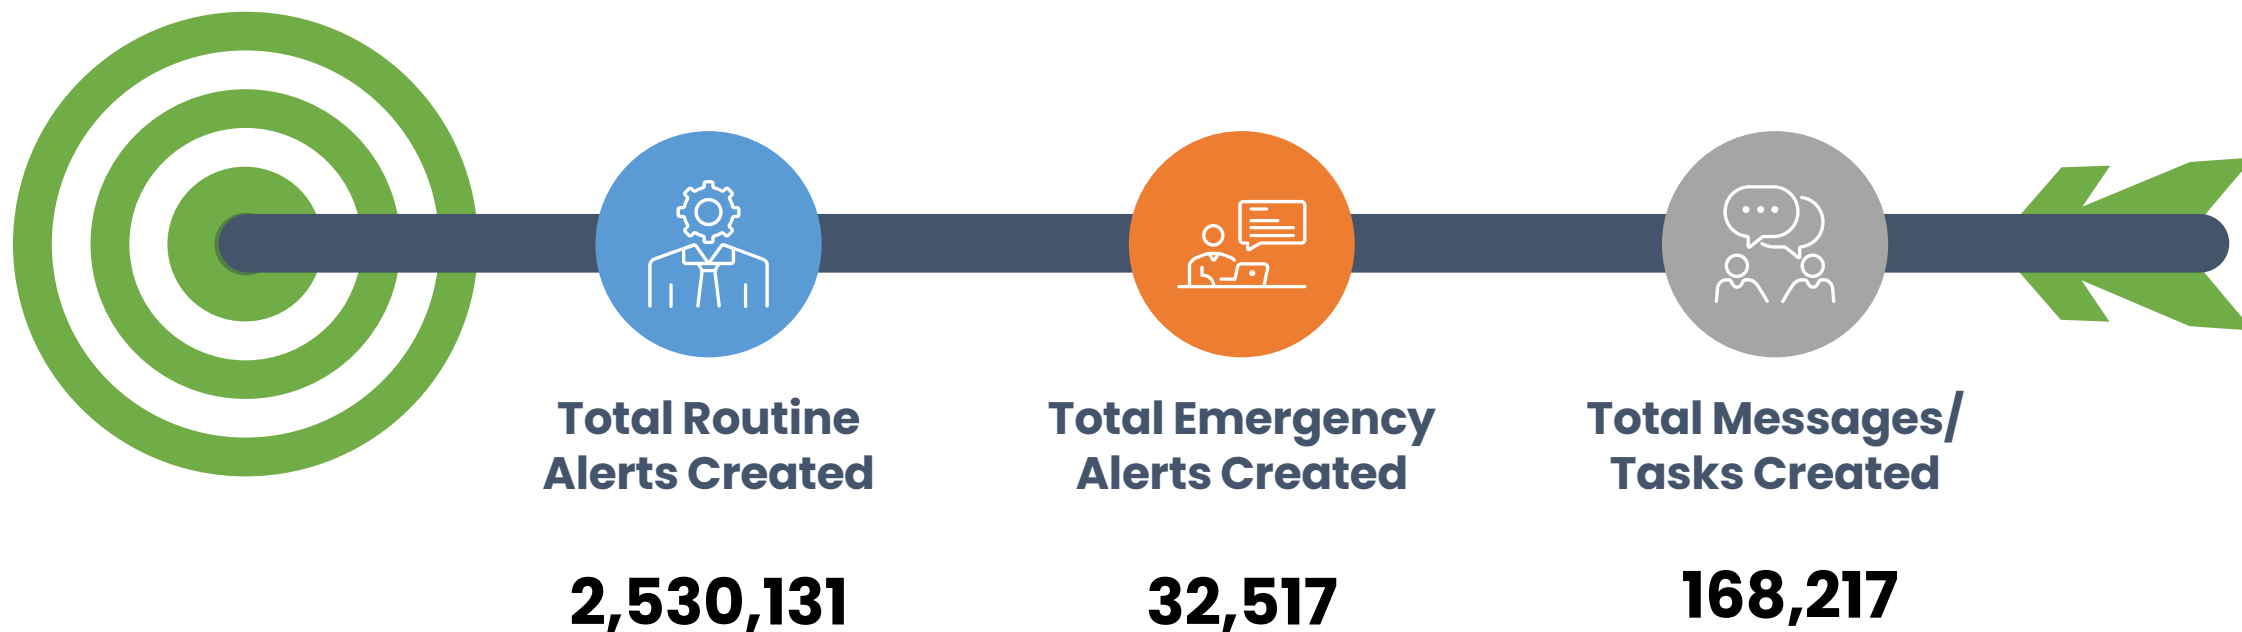 Total Routine
Alerts Created
2,530,131
Total Emergency
Alerts Created
32,517
Total Messages/
Tasks Created
168,217